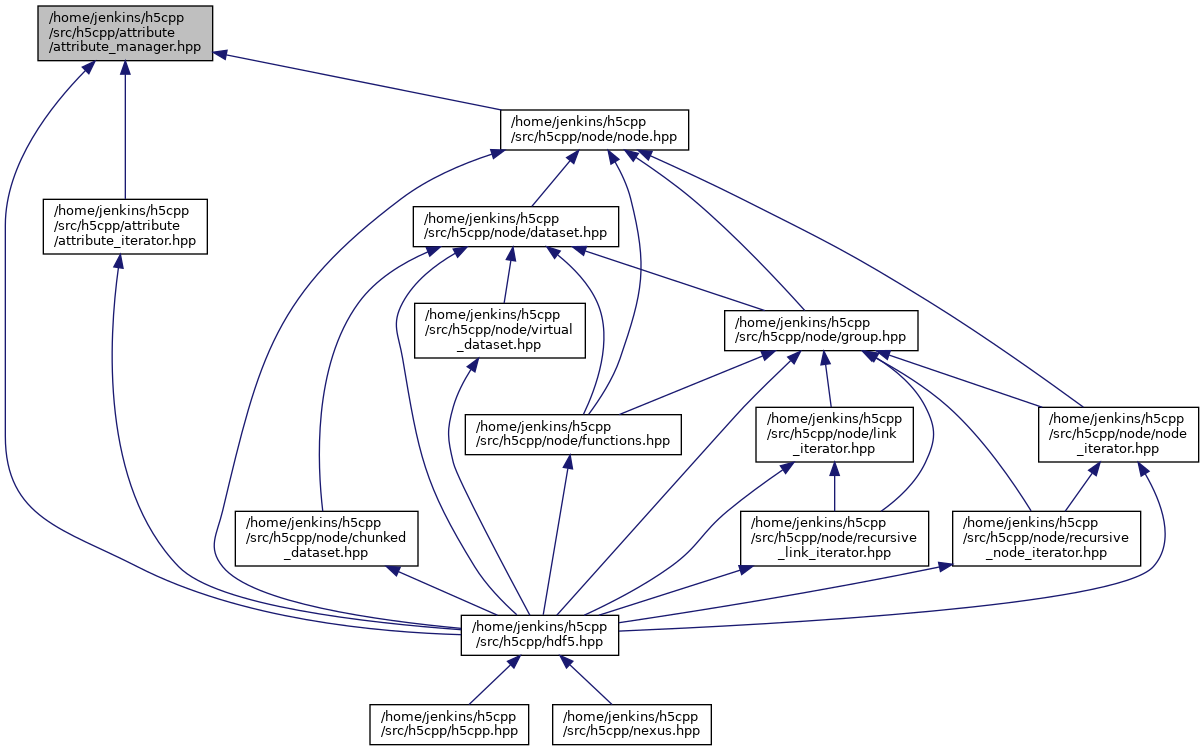 /home/jenkins/h5cpp
/src/h5cpp/attribute
/attribute_manager.hpp
/home/jenkins/h5cpp
/src/h5cpp/node/node.hpp
/home/jenkins/h5cpp
/src/h5cpp/attribute
/attribute_iterator.hpp
/home/jenkins/h5cpp
/src/h5cpp/node/dataset.hpp
/home/jenkins/h5cpp
/src/h5cpp/node/virtual
_dataset.hpp
/home/jenkins/h5cpp
/src/h5cpp/node/group.hpp
/home/jenkins/h5cpp
/src/h5cpp/node/functions.hpp
/home/jenkins/h5cpp
/src/h5cpp/node/link
_iterator.hpp
/home/jenkins/h5cpp
/src/h5cpp/node/node
_iterator.hpp
/home/jenkins/h5cpp
/src/h5cpp/node/chunked
_dataset.hpp
/home/jenkins/h5cpp
/src/h5cpp/node/recursive
_link_iterator.hpp
/home/jenkins/h5cpp
/src/h5cpp/node/recursive
_node_iterator.hpp
/home/jenkins/h5cpp
/src/h5cpp/hdf5.hpp
/home/jenkins/h5cpp
/src/h5cpp/h5cpp.hpp
/home/jenkins/h5cpp
/src/h5cpp/nexus.hpp